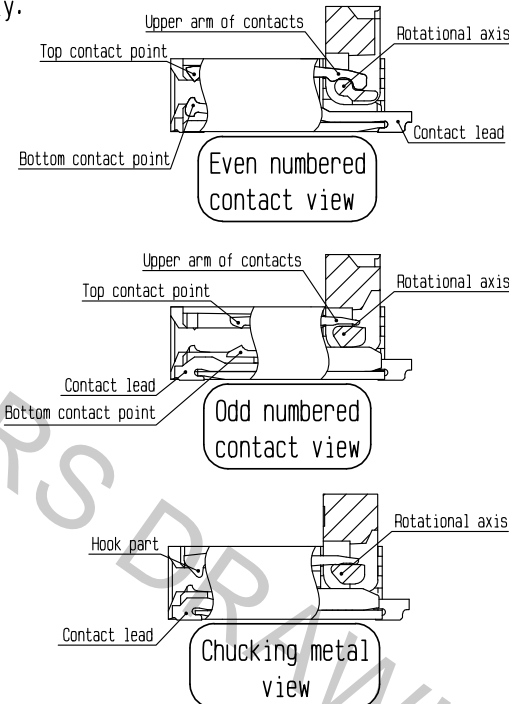 y.
Upper arm of contacts
Rotational axis
Top contact point
Contact lead
Bottom contact point
Even numbered
contact view
Upper arm of contacts
Rotational axis
Top contact point
Contact lead
Bottom contact point
Odd numbered
contact view
Rotational axis
Hook part
Contact lead
Chucking metal
view
RS DRAW